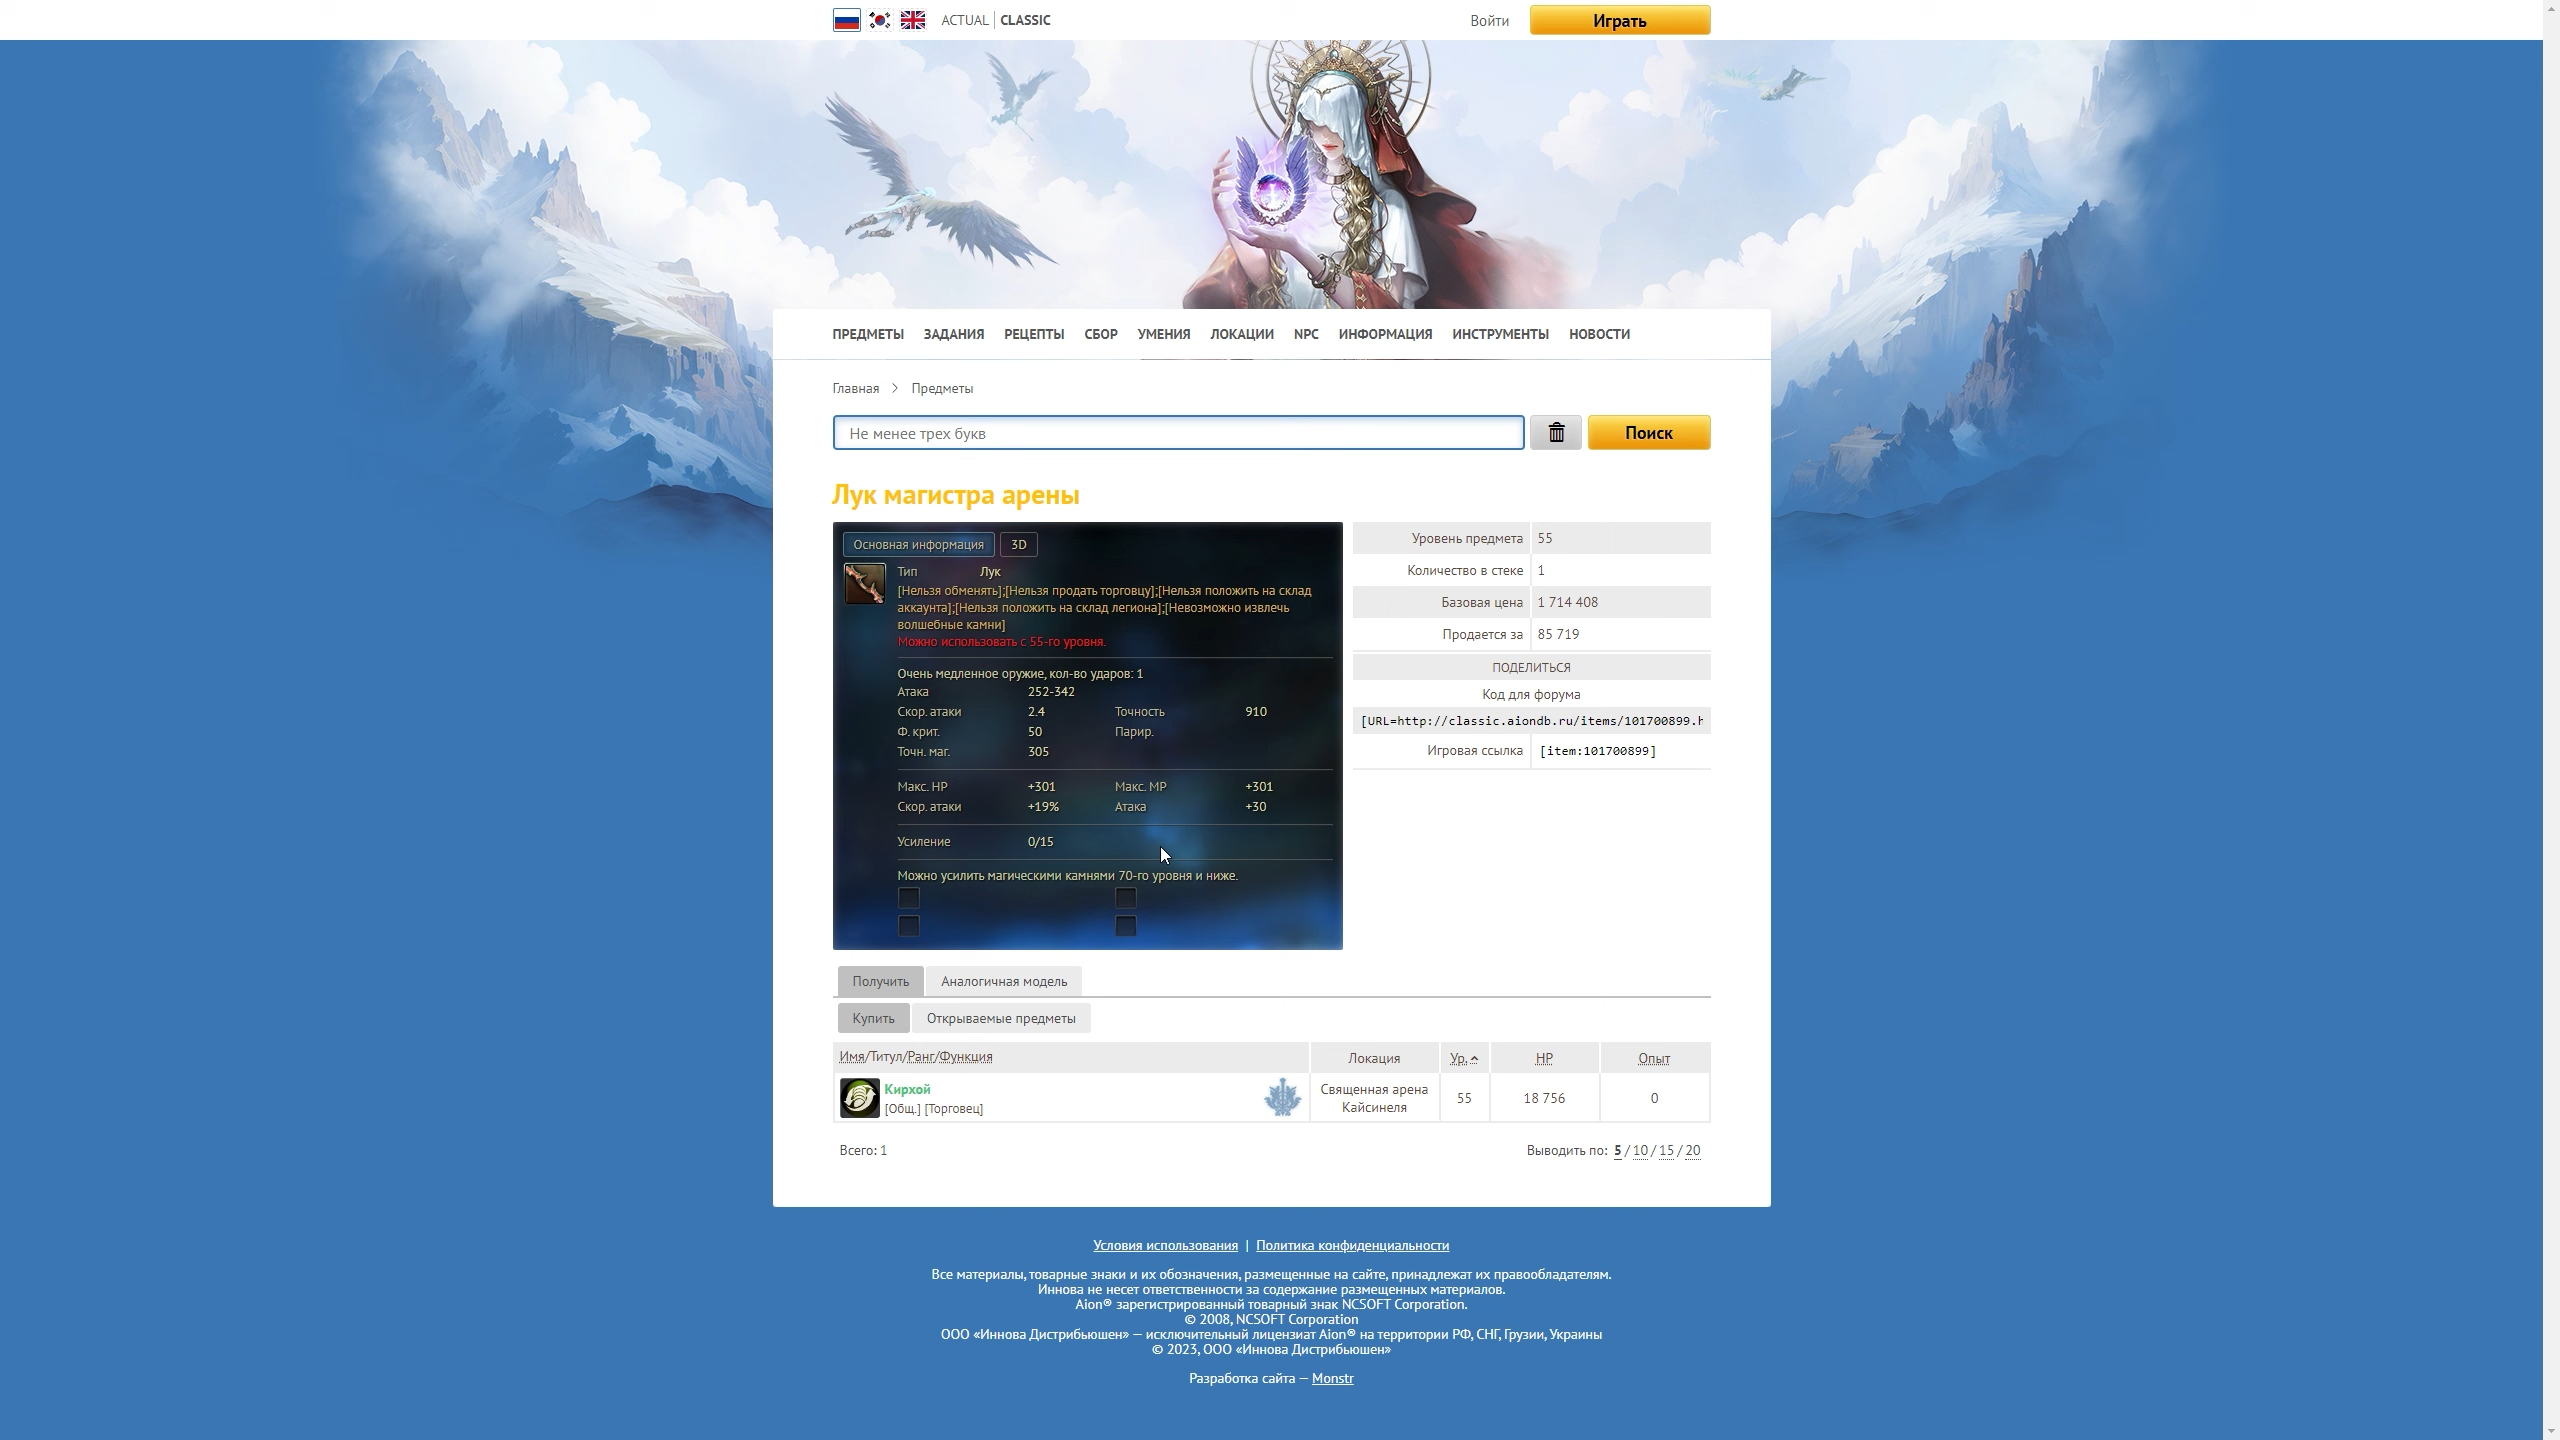 ACTUAL | CLASSIC
Войти
Играть
ПРЕДМЕТЫ ЗАДАНИЯ РЕЦЕПТЫ СБОР УМЕНИЯ ЛОКАЦИИ NPC ИНФОРМАЦИЯ ИНСТРУМЕНТЫ НОВОСТИ
Главная > Предметы
Не менее трех букв
Поиск
Лук магистра арены
Основная информация 3D
Тип Лук
[Нельзя обменять];[Нельзя продать торговцу];[Нельзя положить на склад
аккаунта];[Нельзя положить на склад легиона];[Невозможно извлечь
волшебные камни]
Можно использовать с 55-го уровня.
Очень медленное оружие, кол-во ударов: 1
Атака 252-342
Скор. атаки 2.4 Точность 910
Ф. крит. 50 Парир.
Точн. маг. 305
Макс. HP +301 Макс. MP +301
Скор. атаки +19% Атака +30
Усиление 0/15
Можно усилить магическими камнями 70-го уровня и ниже.
Уровень предмета 55
Количество в стеке 1
Базовая цена 1 714 408
Продается за 85 719
ПОДЕЛИТЬСЯ
Код для форума
[URL=http://classic.aiondb.ru/items/101700899.h
Игровая ссылка [item:101700899]
Получить Аналогичная модель
Купить Открываемые предметы
Имя/Титул/Ранг/Функция Локация Ур. HP Опыт
Кирхой
[Общ.] [Торговец]
Священная арена
Кайсинеля
55 18 756 0
Всего: 1
Выводить по: 5 / 10 / 15 / 20
Условия использования | Политика конфиденциальности
Все материалы, товарные знаки и их обозначения, размещенные на сайте, принадлежат их правообладателям.
Иннова не несет ответственности за содержание размещенных материалов.
Aion® зарегистрированный товарный знак NCSOFT Corporation.
© 2008, NCSOFT Corporation
ООО «Иннова Дистрибьюшен» — исключительный лицензиат Aion® на территории РФ, СНГ, Грузии, Украины
© 2023, ООО «Иннова Дистрибьюшен»
Разработка сайта — Monstr